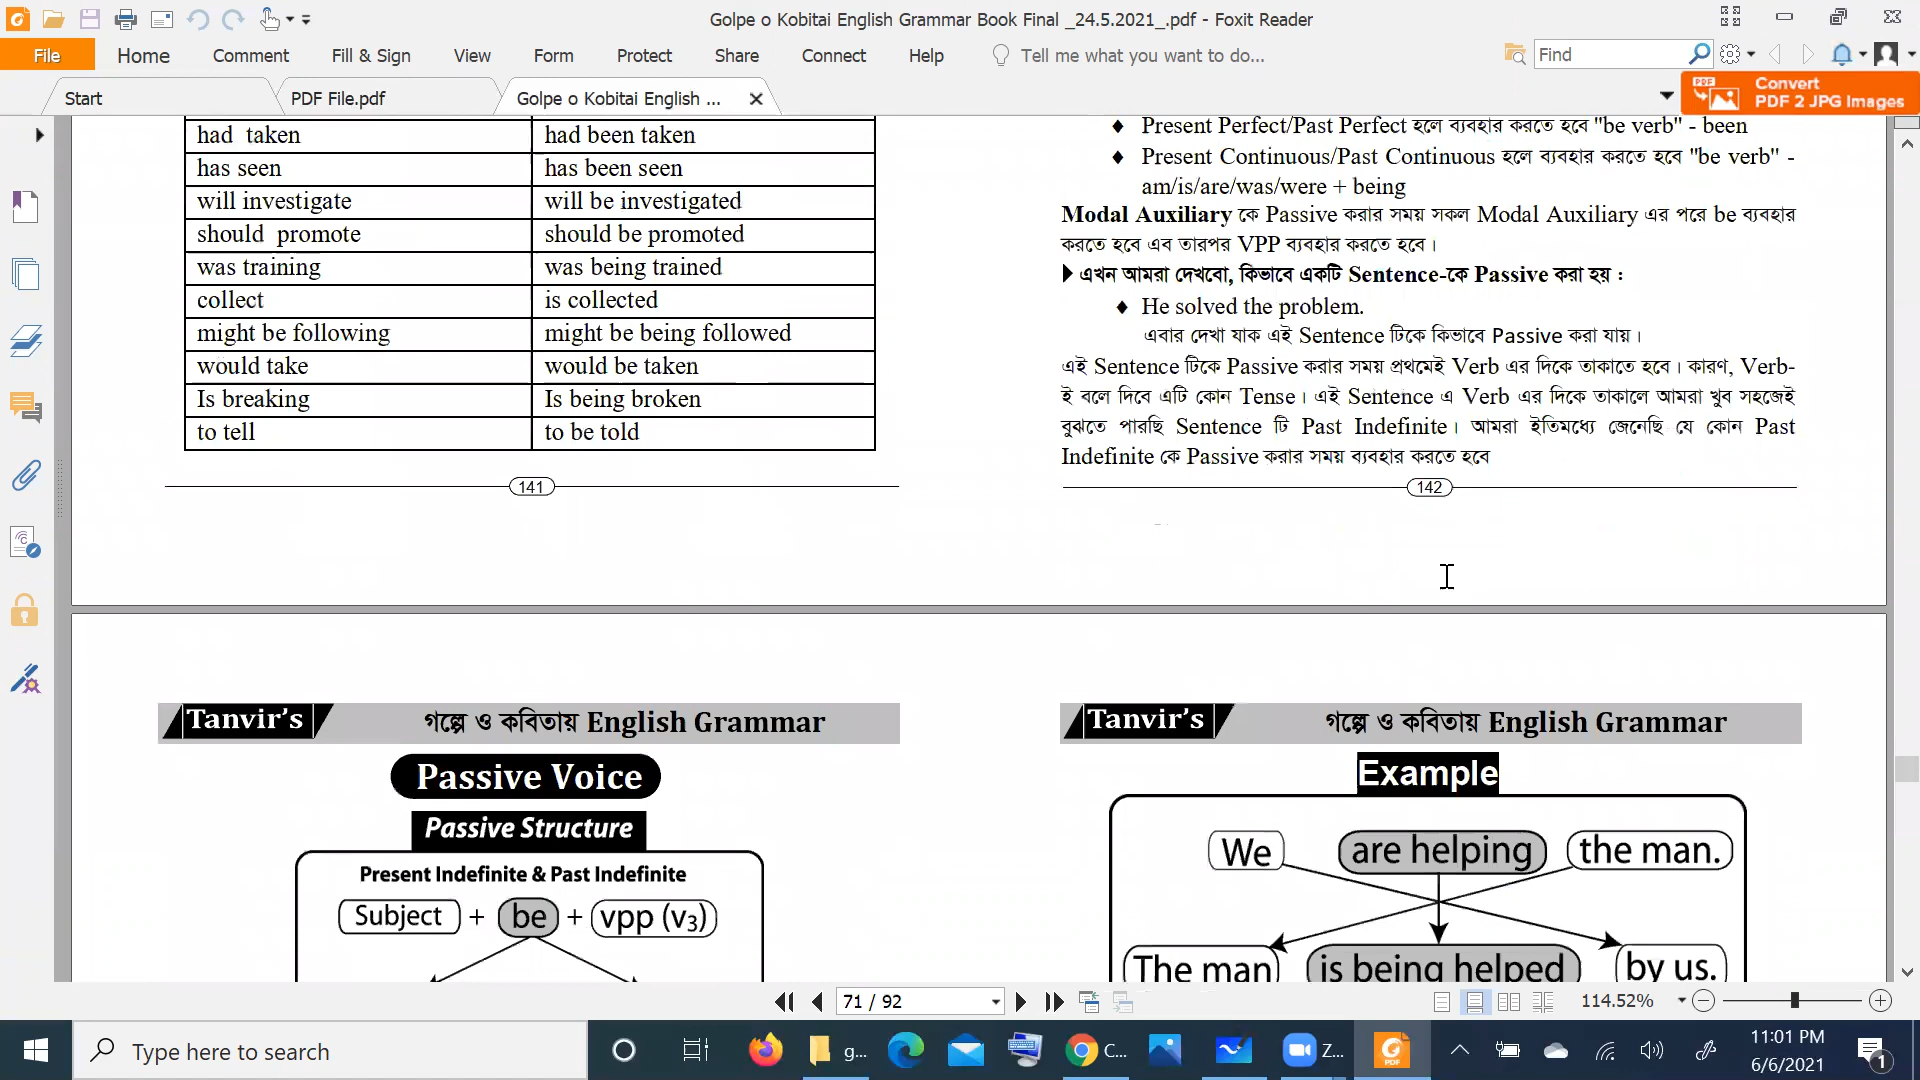 Golpe o Kobitai English Grammar Book Final _24.5.2021_.pdf - Foxit Reader
File Home Comment Fill & Sign View Form Protect Share Connect Help Tell me what you want to do... Find
Start PDF File.pdf Golpe o Kobitai English ...
Convert
PDF 2 JPG Images
had taken had been taken
has seen has been seen
will investigate will be investigated
should promote should be promoted
was training was being trained
collect is collected
might be following might be being followed
would take would be taken
Is breaking Is being broken
to tell to be told
141
♦ Present Perfect/Past Perfect হলে ব্যবহার করতে হবে "be verb" - been
♦ Present Continuous/Past Continuous হলে ব্যবহার করতে হবে "be verb" -
am/is/are/was/were + being
Modal Auxiliary কে Passive করার সময় সকল Modal Auxiliary এর পরে be ব্যবহার
করতে হবে এব তারপর VPP ব্যবহার করতে হবে।
এখন আমরা দেখবো, কিভাবে একটি Sentence-কে Passive করা হয় :
♦ He solved the problem.
এবার দেখা যাক এই Sentence টিকে কিভাবে Passive করা যায়।
এই Sentence টিকে Passive করার সময় প্রথমেই Verb এর দিকে তাকাতে হবে। কারণ, Verb-
ই বলে দিবে এটি কোন Tense। এই Sentence এ Verb এর দিকে তাকালে আমরা খুব সহজেই
বুঝতে পারছি Sentence টি Past Indefinite। আমরা ইতিমধ্যে জেনেছি যে কোন Past
Indefinite কে Passive করার সময় ব্যবহার করতে হবে
142
Tanvir's গল্পে ও কবিতায় English Grammar
Passive Voice
Passive Structure
Present Indefinite & Past Indefinite
Subject + be + vpp (v₃)
Tanvir's গল্পে ও কবিতায় English Grammar
Example
We are helping the man.
The man is being helped by us.
71 / 92
114.52%
Type here to search
g...
C...
Z...
11:01 PM
6/6/2021
1